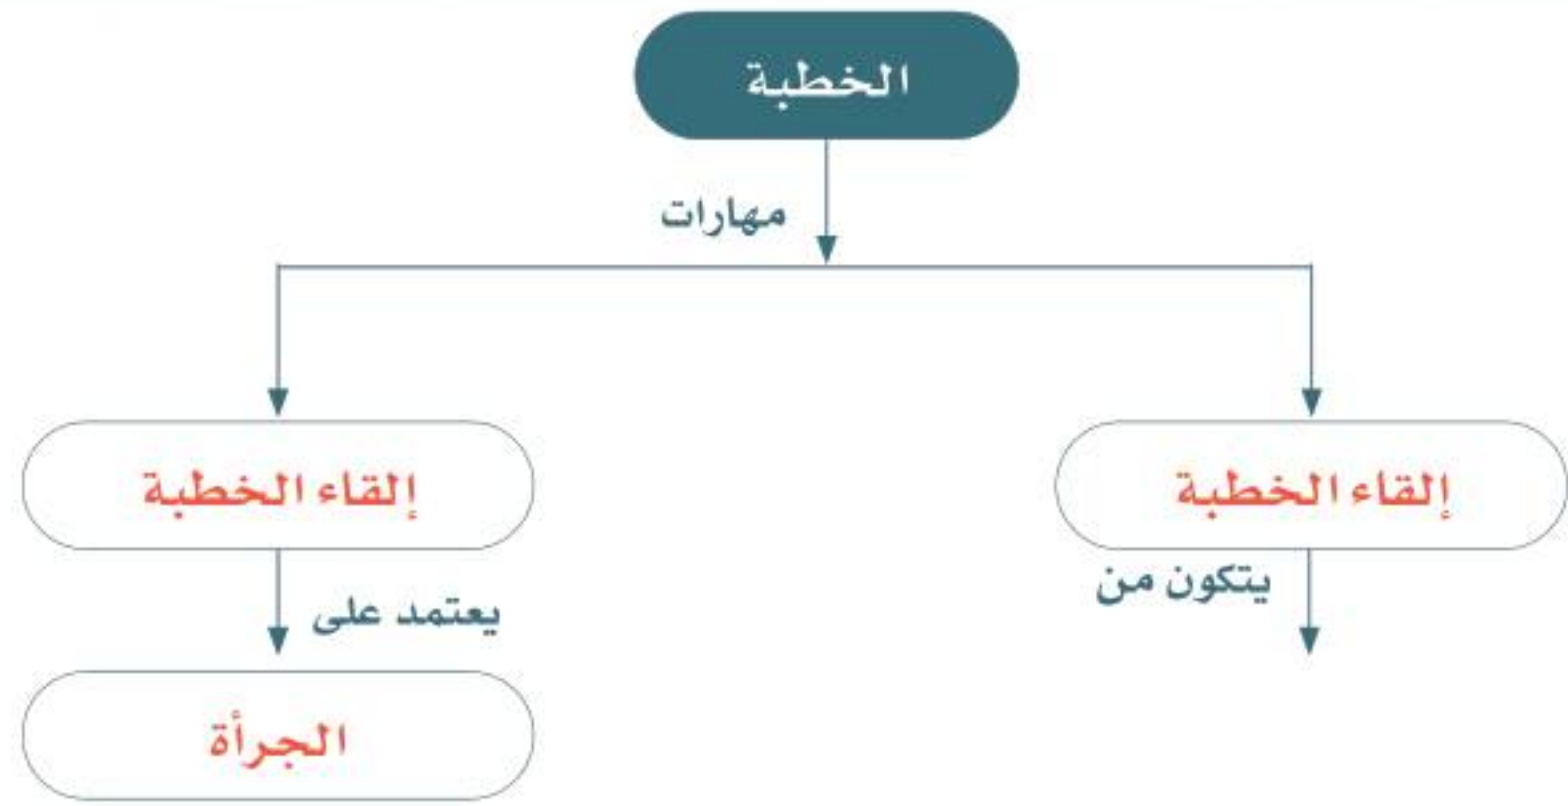 الخطبة
مهارات
إلقاء الخطبة
إلقاء الخطبة
يتكون من
يعتمد على
الجرأة